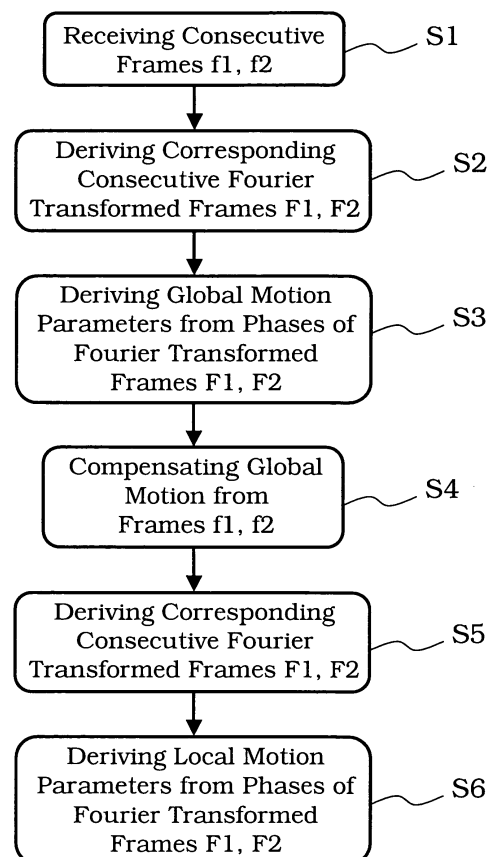 Receiving Consecutive
Frames f1, f2
S1
Deriving Corresponding
Consecutive Fourier
Transformed Frames F1, F2
S2
Deriving Global Motion
Parameters from Phases of
Fourier Transformed
Frames F1, F2
S3
Compensating Global
Motion from
Frames f1, f2
S4
Deriving Corresponding
Consecutive Fourier
Transformed Frames F1, F2
S5
Deriving Local Motion
Parameters from Phases of
Fourier Transformed
Frames F1, F2
S6